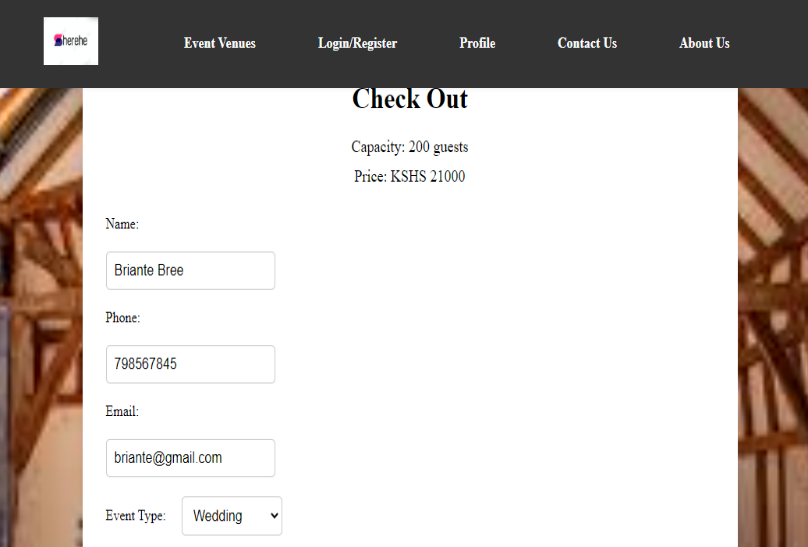 Sherehe
Event Venues Login/Register Profile Contact Us About Us
Check Out
Capacity: 200 guests
Price: KSHS 21000
Name:
Briante Bree
Phone:
798567845
Email:
briante@gmail.com
Event Type: Wedding